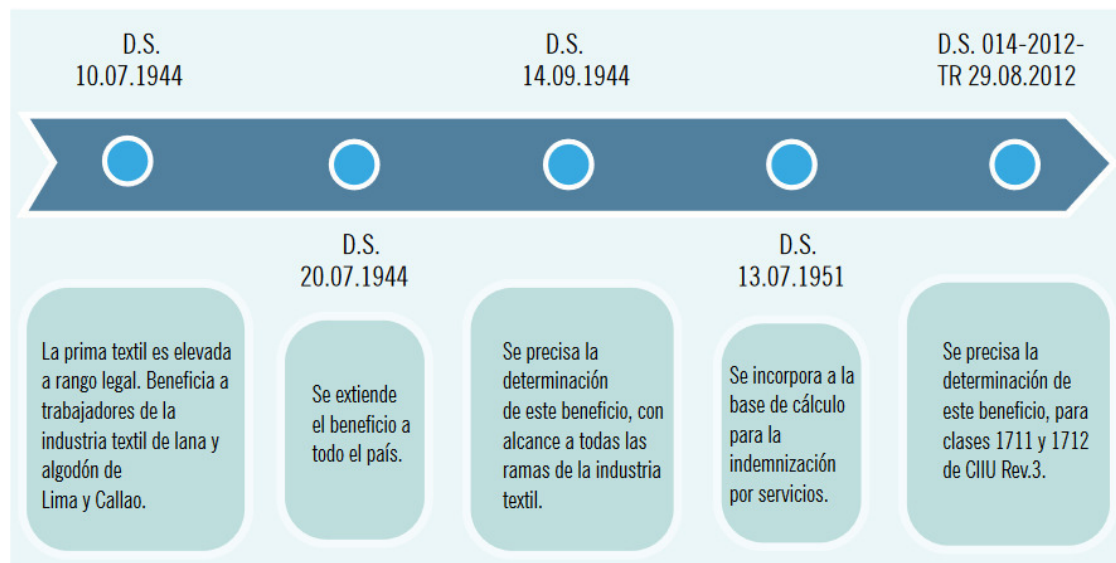 D.S.
10.07.1944
La prima textil es elevada
a rango legal. Beneficia a
trabajadores de la
industria textil de lana y
algodón de
Lima y Callao.
D.S.
20.07.1944
Se extiende
el beneficio a
todo el país.
D.S.
14.09.1944
Se precisa la
determinación
de este beneficio, con
alcance a todas las
ramas de la industria
textil.
D.S.
13.07.1951
Se incorpora a la
base de cálculo
para la
indemnización
por servicios.
D.S. 014-2012-
TR 29.08.2012
Se precisa la
determinación de
este beneficio, para
clases 1711 y 1712
de CIIU Rev.3.